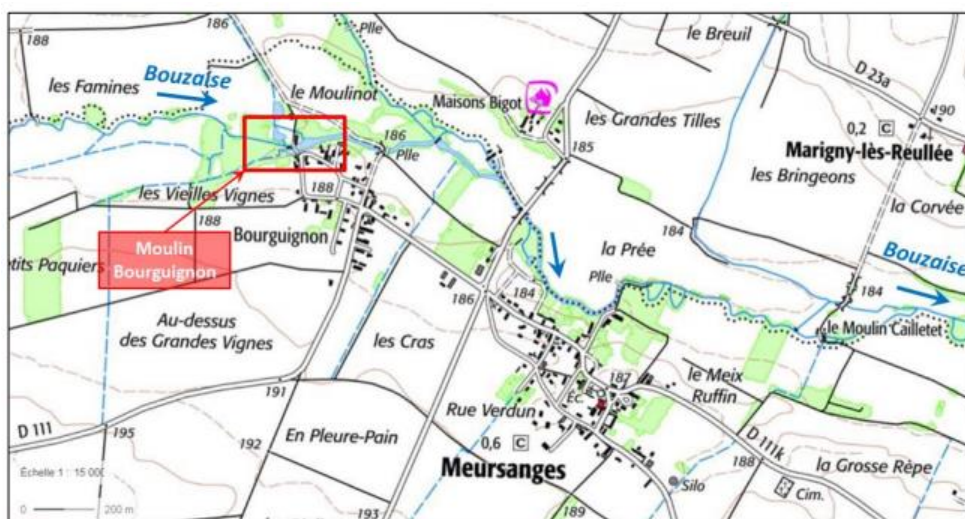 188
les Famines
Bouzaise
le Moulinot
Plle
186
Plle
Maisons Bigot
les Grandes Tilles
185
le Breuil
D 23a
190
0,2 C
Marigny-lès-Reullée
les Bringeons
la Corvée
les Vieilles Vignes
188
188
Bourguignon
Moulin
Bourguignon
etits Paquiers
184
la Prée
Plle
Bouzaise
184
186
184
le Moulin Cailletet
Au-dessus
des Grandes Vignes
les Cras
191
187
le Meix
Ruffin
Éc.
Rue Verdun
D 111
195
192
En Pleure-Pain
0,6 C
Meursanges
D 111k
188
la Grosse Rêpe
Silo
Cim.
Échelle 1 : 15 000
0
200 m
193
189